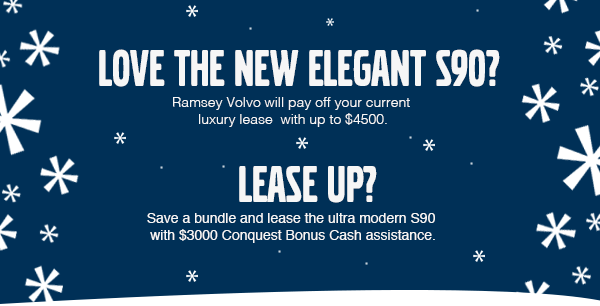 LOVE THE NEW ELEGANT S90?
Ramsey Volvo will pay off your current
luxury lease with up to $4500.
LEASE UP?
Save a bundle and lease the ultra modern S90
with $3000 Conquest Bonus Cash assistance.